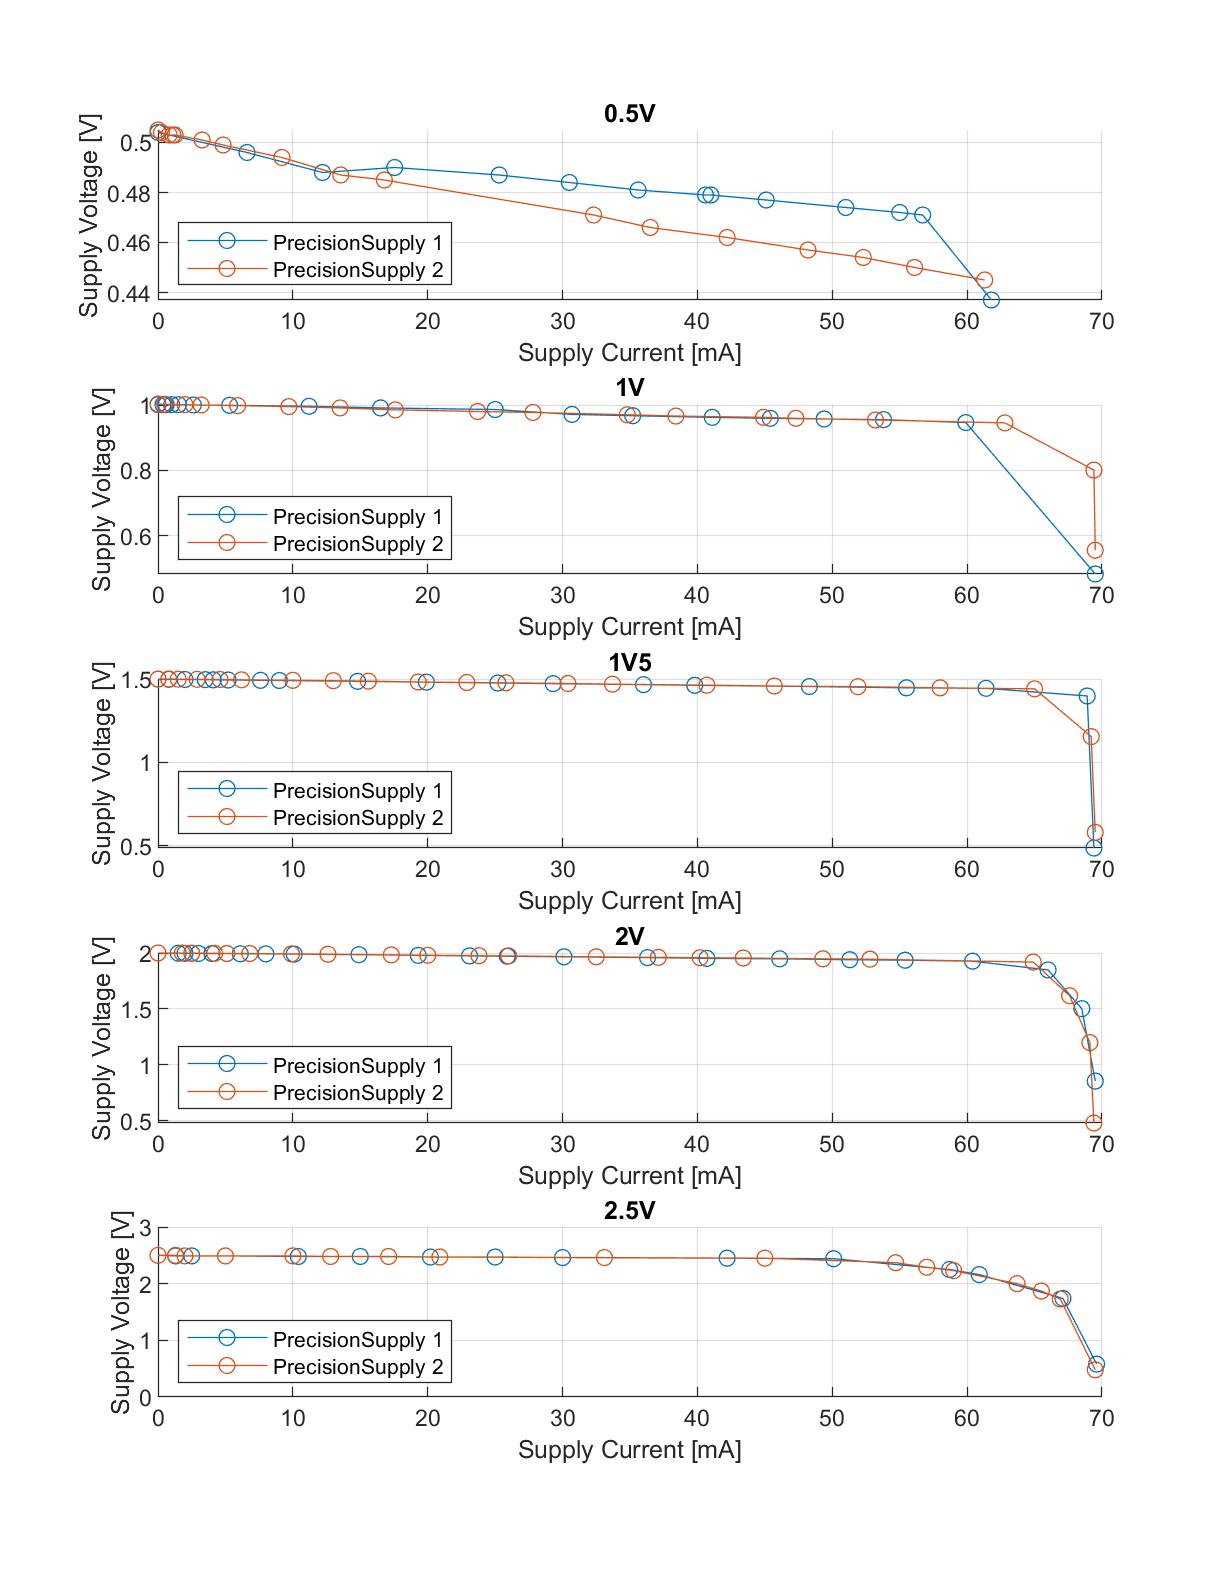 0.5V
Supply Voltage [V]
0.5
0.48
0.46
0.44
PrecisionSupply 1
PrecisionSupply 2
0 10 20 30 40 50 60 70
Supply Current [mA]
1V
Supply Voltage [V]
1
0.8
0.6
PrecisionSupply 1
PrecisionSupply 2
0 10 20 30 40 50 60 70
Supply Current [mA]
1V5
Supply Voltage [V]
1.5
1
0.5
PrecisionSupply 1
PrecisionSupply 2
0 10 20 30 40 50 60 70
Supply Current [mA]
2V
Supply Voltage [V]
2
1.5
1
0.5
PrecisionSupply 1
PrecisionSupply 2
0 10 20 30 40 50 60 70
Supply Current [mA]
2.5V
Supply Voltage [V]
3
2
1
0
PrecisionSupply 1
PrecisionSupply 2
0 10 20 30 40 50 60 70
Supply Current [mA]